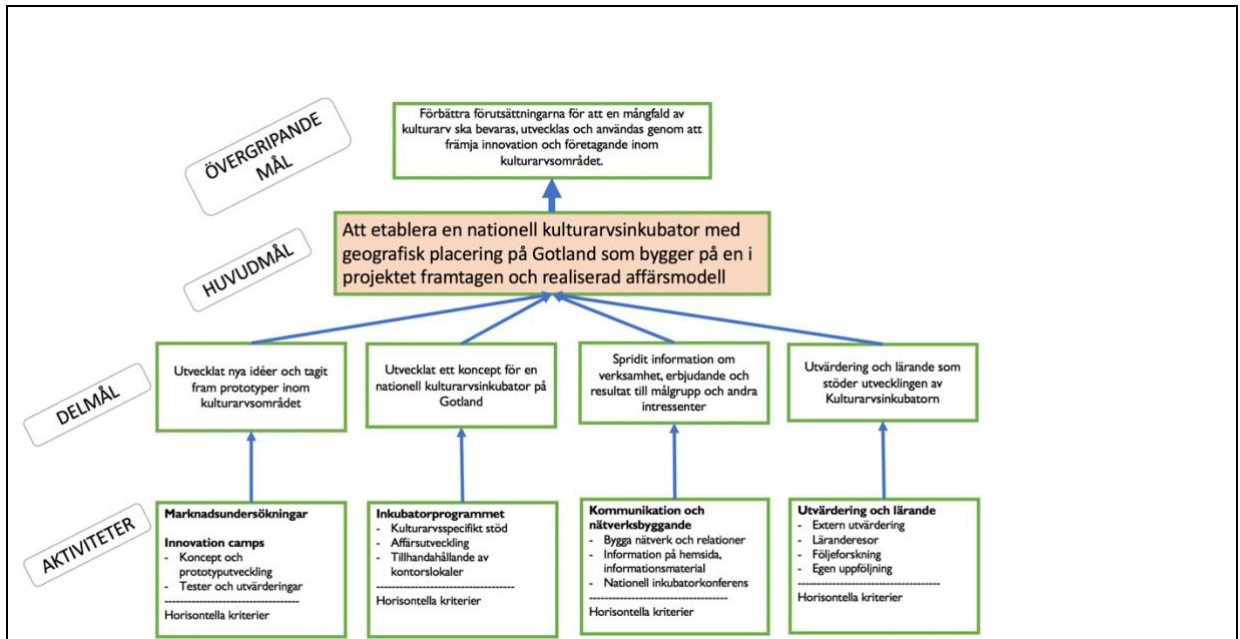 ÖVERGRIPANDE
MÅL
Förbättra förutsättningarna för att en mångfald av
kulturarv ska bevaras, utvecklas och användas genom att
främja innovation och företagande inom
kulturarvsområdet.
HUVUDMÅL
Att etablera en nationell kulturarvsinkubator med
geografisk placering på Gotland som bygger på en i
projektet framtagen och realiserad affärsmodell
DELMÅL
Utvecklat nya idéer och tagit
fram prototyper inom
kulturarvsområdet
Utvecklat ett koncept för en
nationell kulturarvsinkubator på
Gotland
Spridit information om
verksamhet, erbjudande och
resultat till målgrupp och andra
intressenter
Utvärdering och lärande som
stöder utvecklingen av
Kulturarvsinkubatorn
AKTIVITETER
Marknadsundersökningar
Innovation camps
- Koncept och
prototyputveckling
- Tester och utvärderingar
-----------------------------------
Horisontella kriterier
Inkubatorprogrammet
- Kulturarvsspecifikt stöd
- Affärsutveckling
- Tillhandahållande av
kontorslokaler
-----------------------------------
Horisontella kriterier
Kommunikation och
nätverksbyggande
- Bygga nätverk och relationer
- Information på hemsida,
informationsmaterial
- Nationell inkubatorkonferens
-----------------------------------
Horisontella kriterier
Utvärdering och lärande
- Extern utvärdering
- Läranderesor
- Följeforskning
- Egen uppföljning
-----------------------------------
Horisontella kriterier